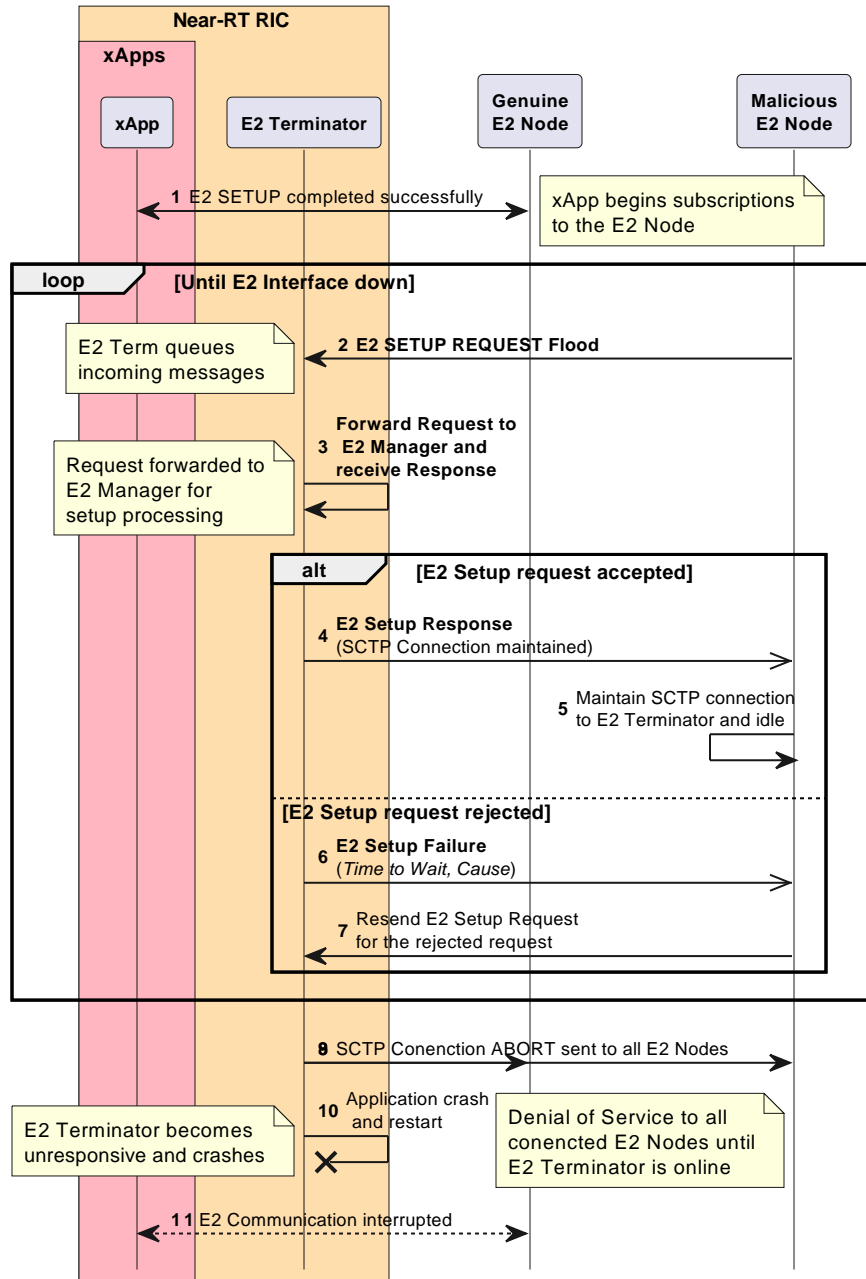 Near-RT RIC
xApps
xApp
E2 Terminator
Genuine
E2 Node
Malicious
E2 Node
1 E2 SETUP completed successfully
xApp begins subscriptions
to the E2 Node
loop
[Until E2 Interface down]
E2 Term queues
incoming messages
2 E2 SETUP REQUEST Flood
Forward Request to
3 E2 Manager and
receive Response
Request forwarded to
E2 Manager for
setup processing
alt
[E2 Setup request accepted]
4 E2 Setup Response
(SCTP Connection maintained)
5 Maintain SCTP connection
to E2 Terminator and idle
[E2 Setup request rejected]
6 E2 Setup Failure
(Time to Wait, Cause)
7 Resend E2 Setup Request
for the rejected request
SCTP Conenction ABORT sent to all E2 Nodes
10 Application crash
and restart
E2 Terminator becomes
unresponsive and crashes
Denial of Service to all
conencted E2 Nodes until
E2 Terminator is online
11 E2 Communication interrupted